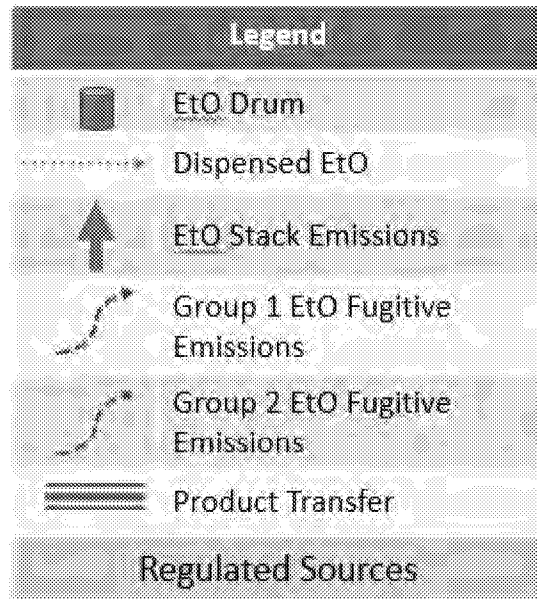 Legend
EtO Drum
Dispensed EtO
EtO Stack Emissions
Group 1 EtO Fugitive
Emissions
Group 2 EtO Fugitive
Emissions
Product Transfer
Regulated Sources